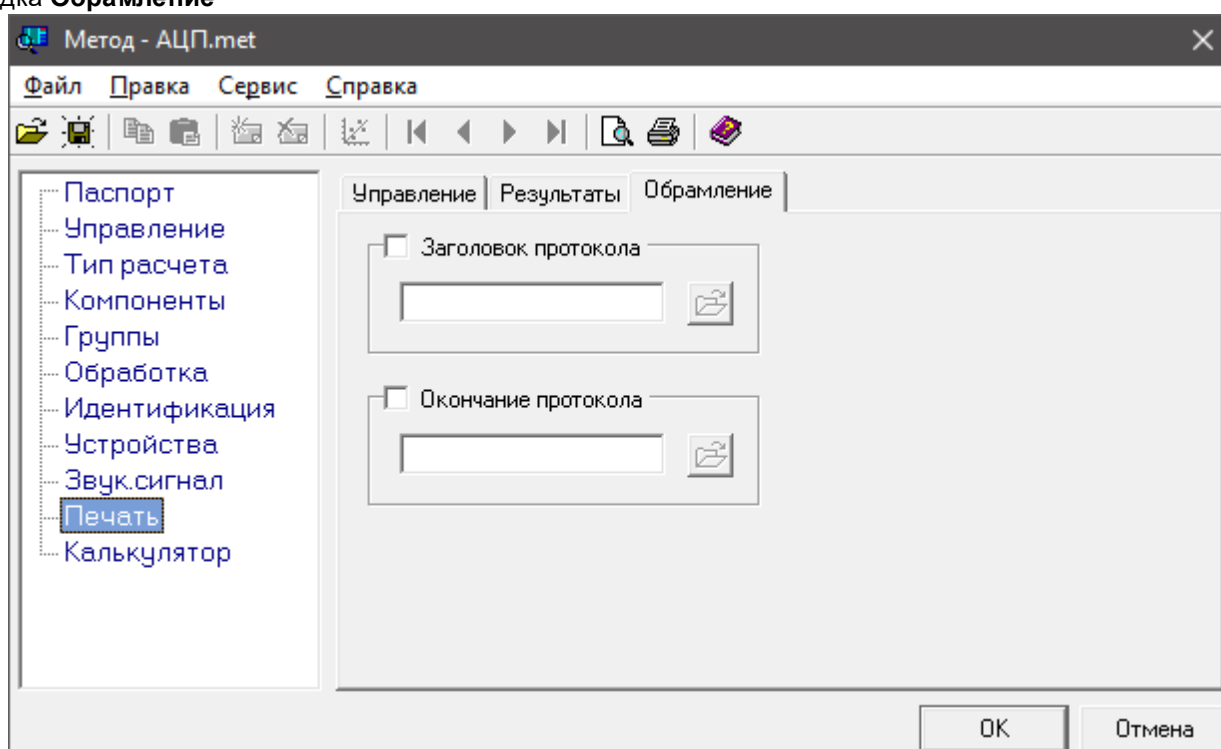 дка Обрамление
Метод - АЦП.met
Файл Правка Сервис Справка
Паспорт
Управление
Тип расчета
Компоненты
Группы
Обработка
Идентификация
Устройства
Звук.сигнал
Печать
Калькулятор
Управление Результаты Обрамление
Заголовок протокола
Окончание протокола
OK Отмена